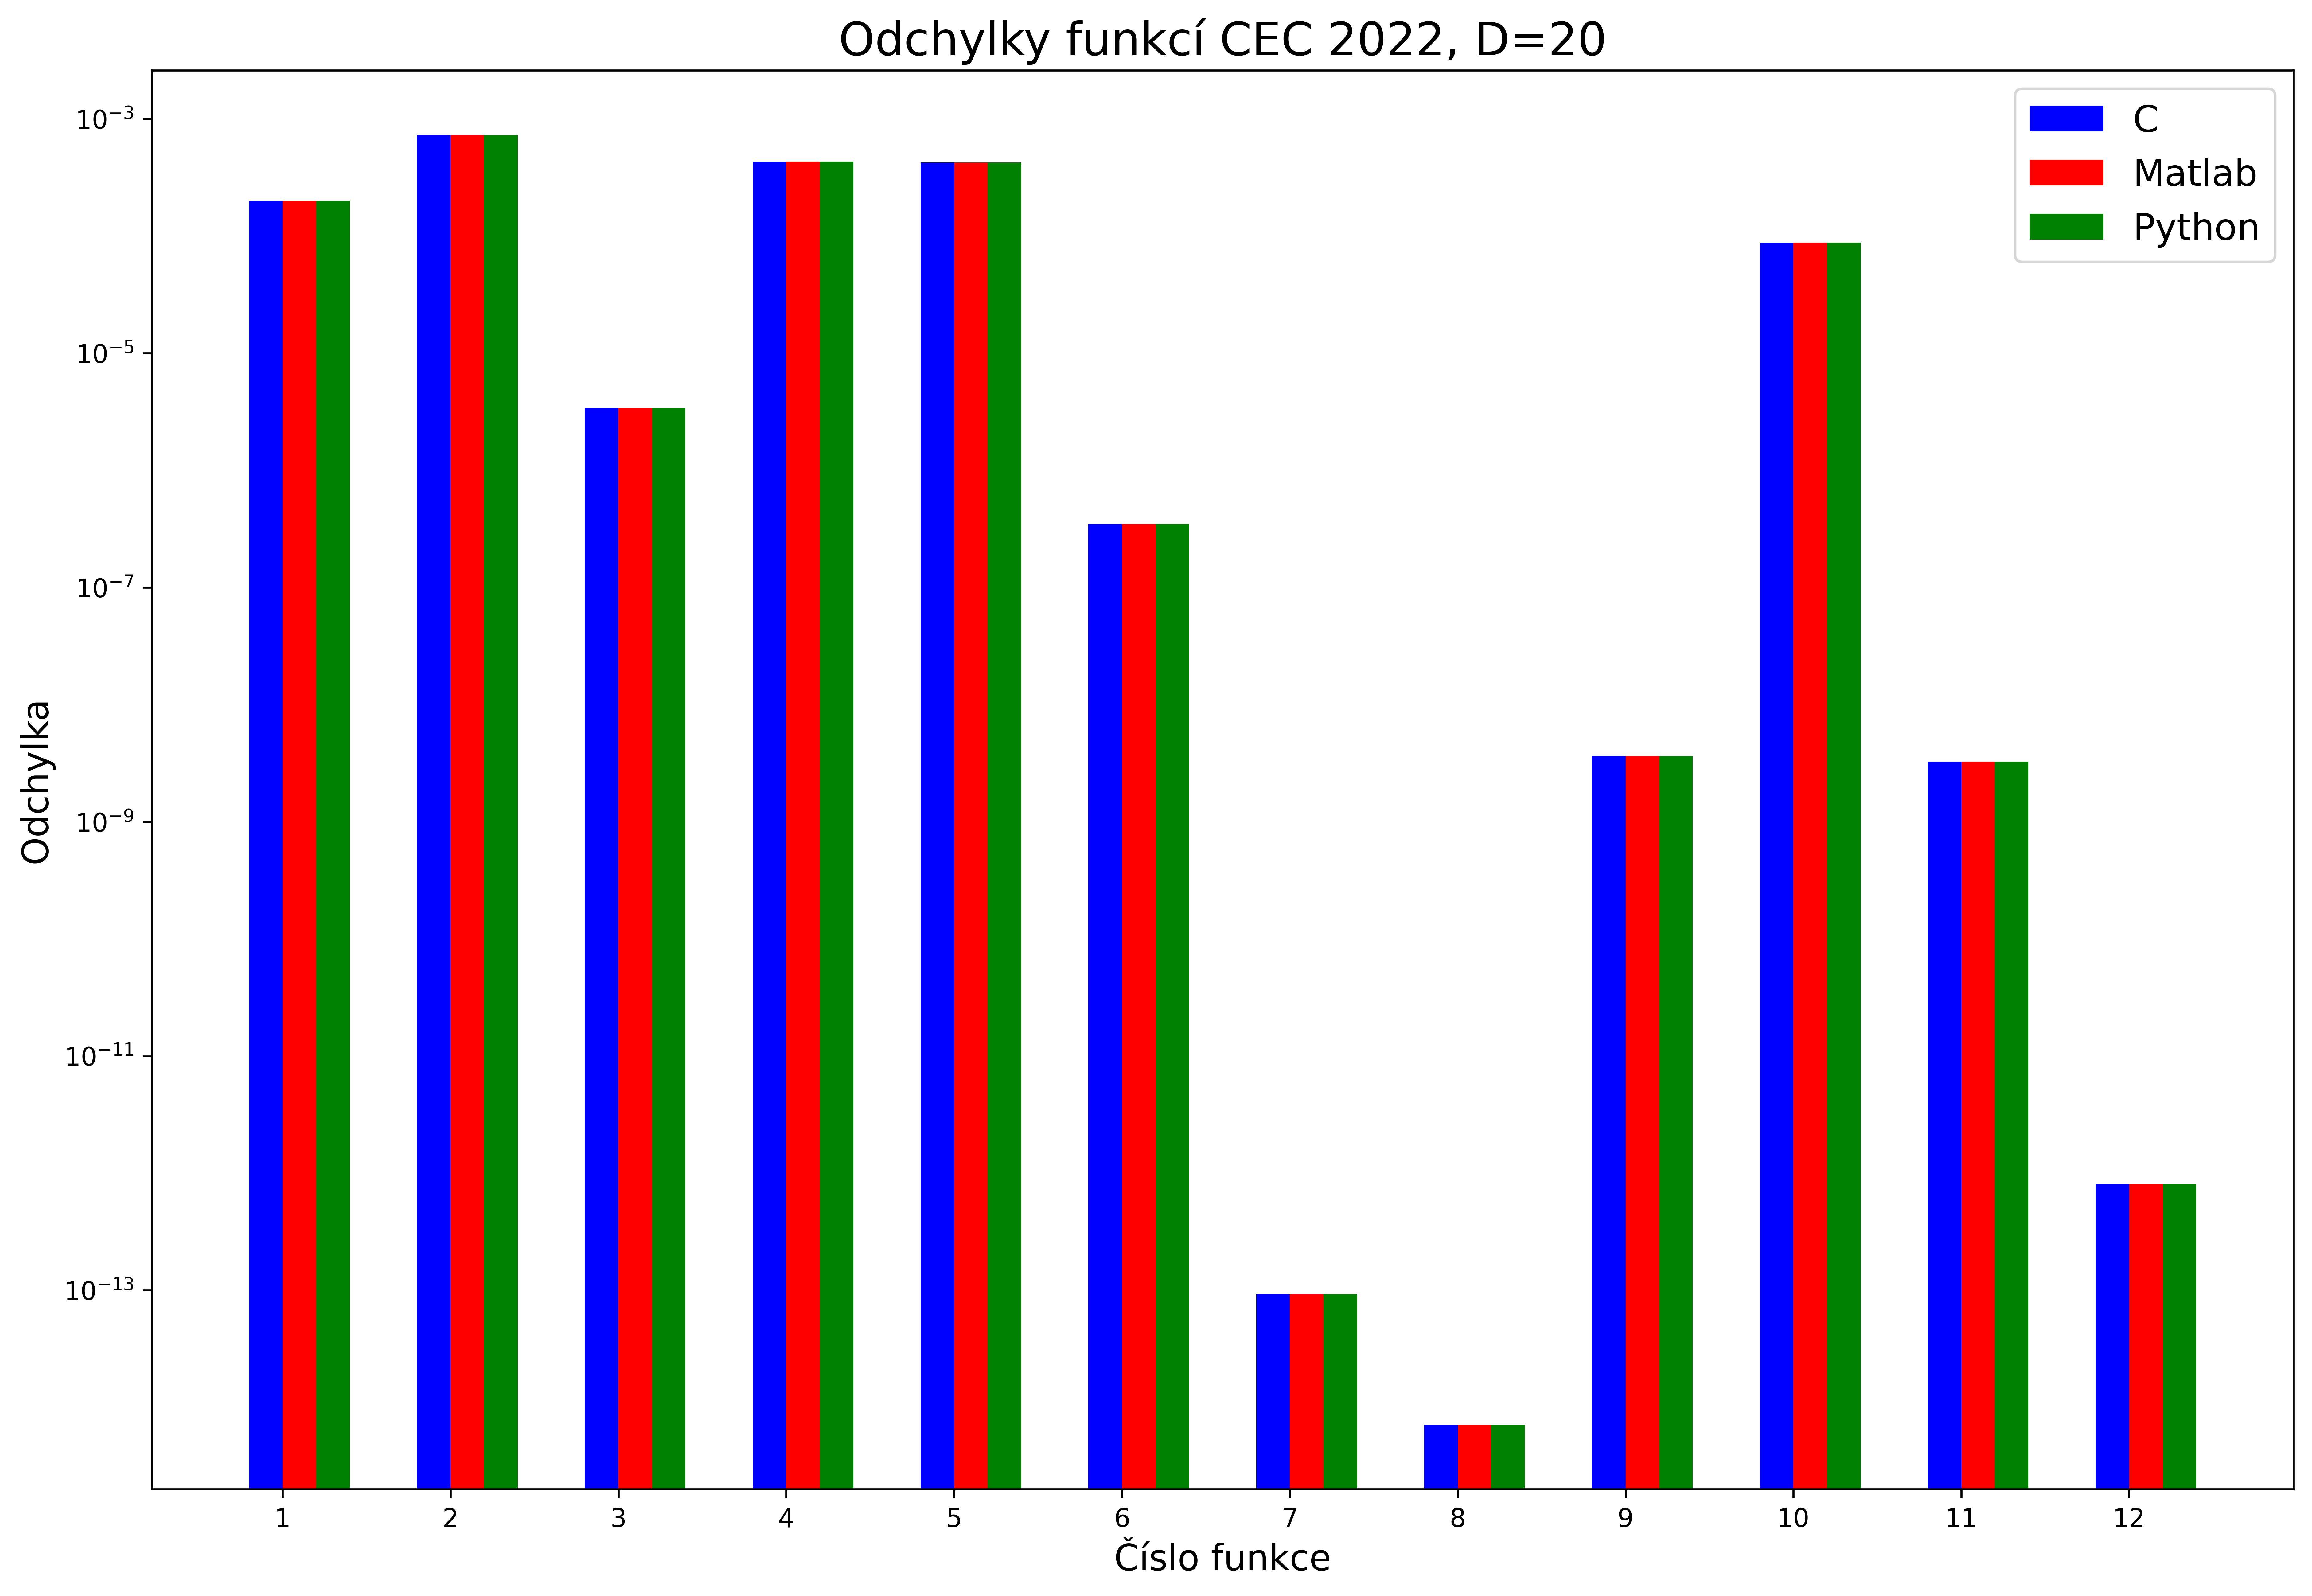 Odchylky funkcí CEC 2022, D=20
C
Matlab
Python
10⁻³
10⁻⁵
10⁻⁷
10⁻⁹
10⁻¹¹
10⁻¹³
Odchylka
1 2 3 4 5 6 7 8 9 10 11 12
Číslo funkce